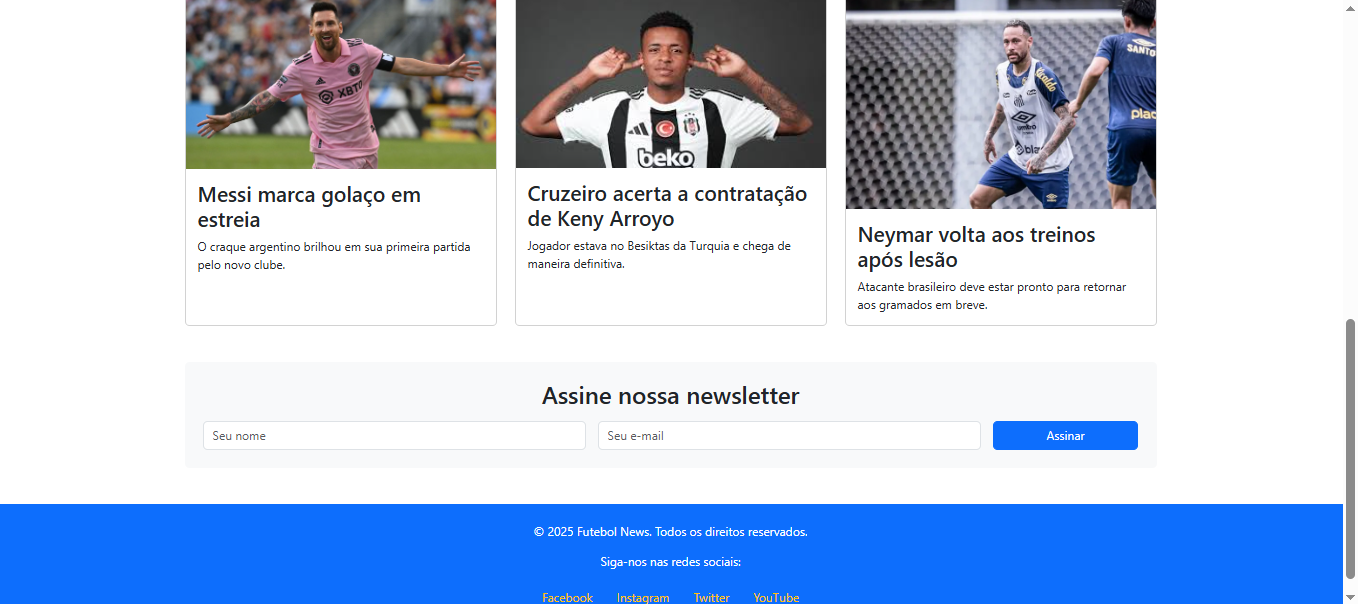 XBTO
beko
SANTOS
umbro
Messi marca golaço em
estreia
O craque argentino brilhou em sua primeira partida
pelo novo clube.
Cruzeiro acerta a contratação
de Keny Arroyo
Jogador estava no Besiktas da Turquia e chega de
maneira definitiva.
Neymar volta aos treinos
após lesão
Atacante brasileiro deve estar pronto para retornar
aos gramados em breve.
Assine nossa newsletter
Seu nome
Seu e-mail
Assinar
© 2025 Futebol News. Todos os direitos reservados.
Siga-nos nas redes sociais:
Facebook Instagram Twitter YouTube